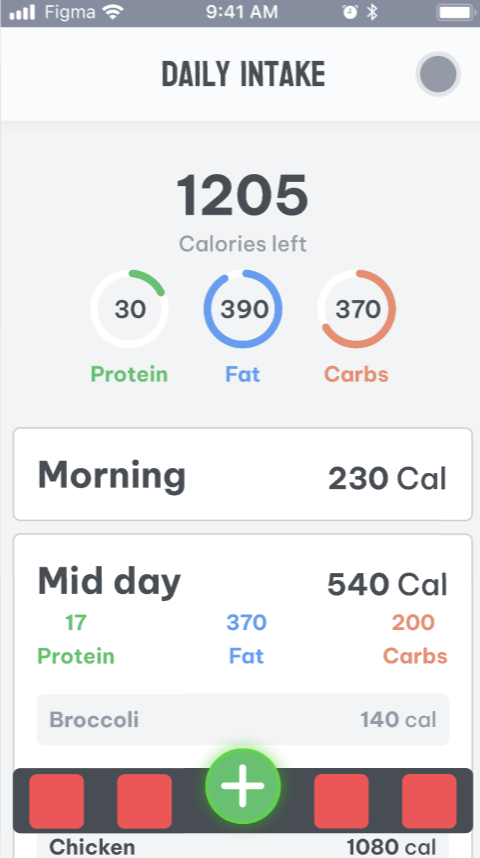 Figma 9:41 AM
DAILY INTAKE
1205
Calories left
30 390 370
Protein Fat Carbs
Morning 230 Cal
Mid day 540 Cal
17 370 200
Protein Fat Carbs
Broccoli 140 cal
Chicken 1080 cal